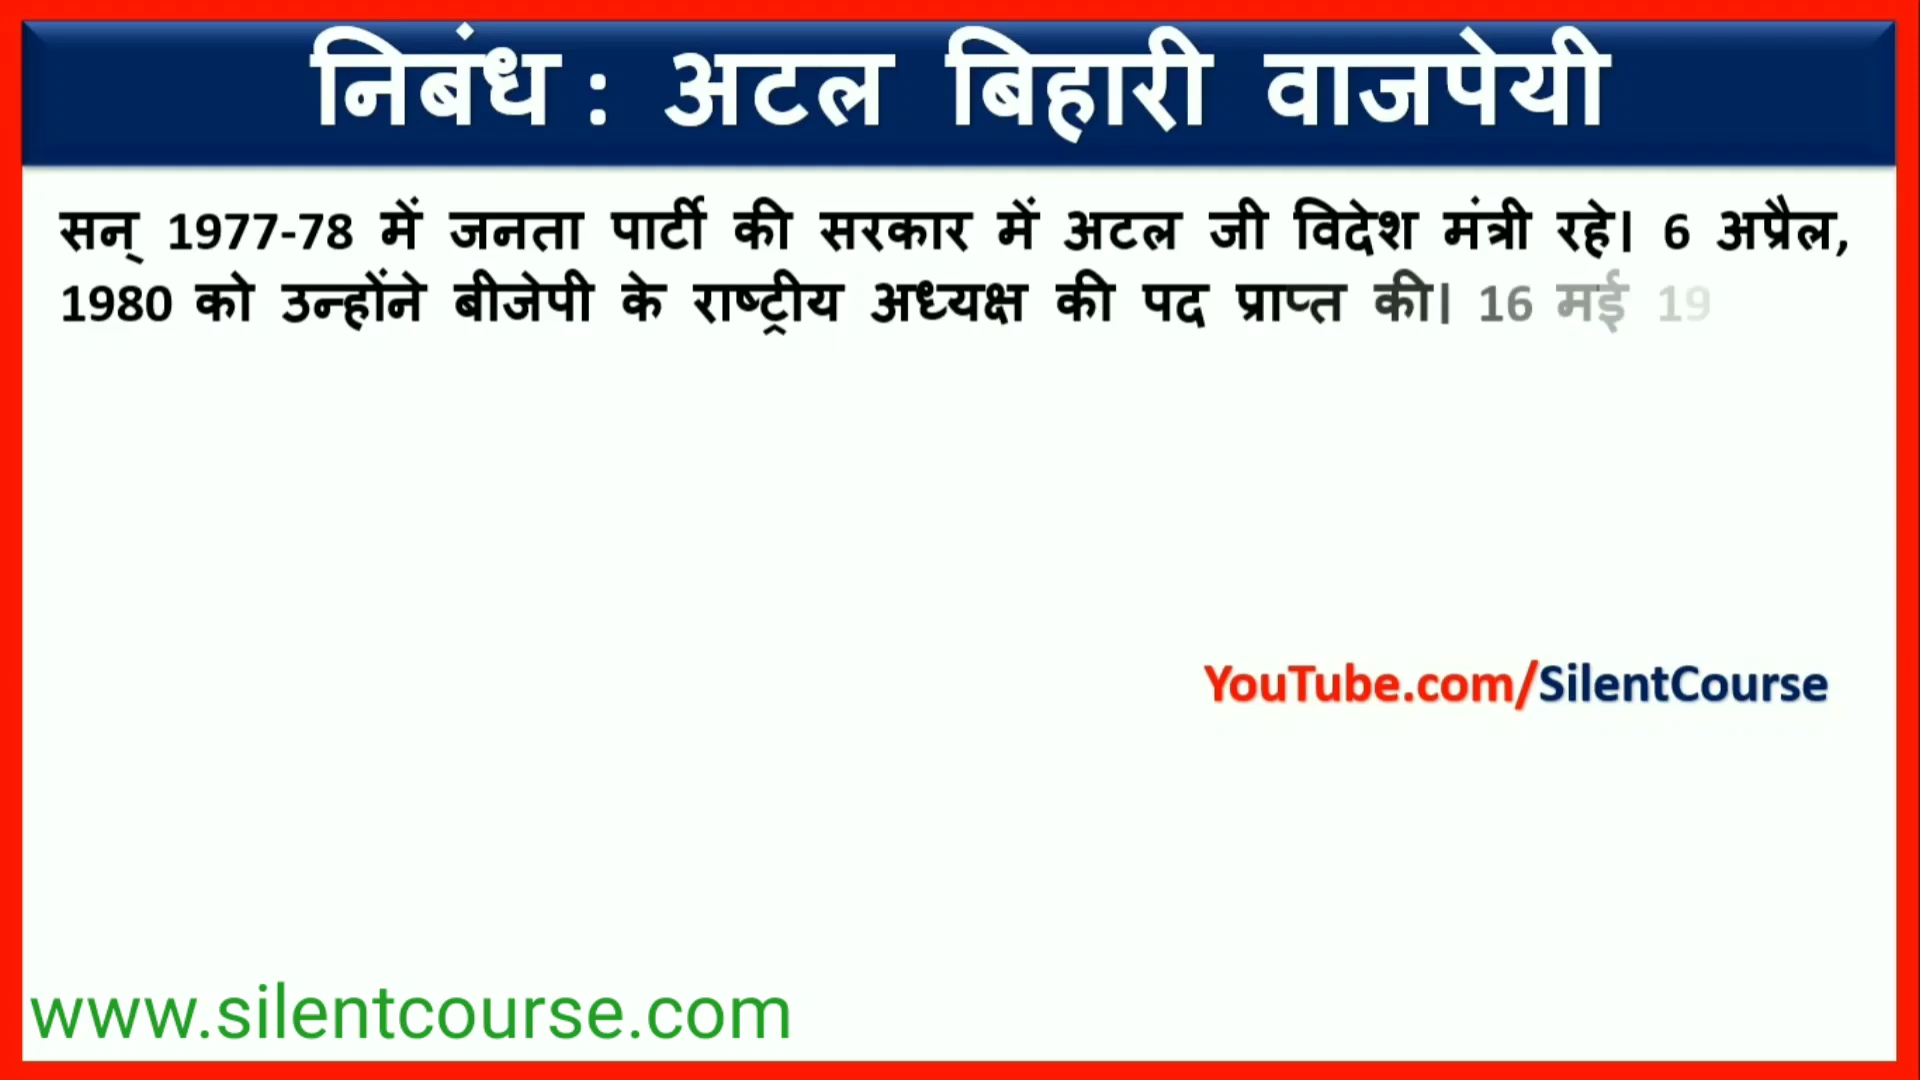 निबंध : अटल बिहारी वाजपेयी
सन् 1977-78 में जनता पार्टी की सरकार में अटल जी विदेश मंत्री रहे। 6 अप्रैल,
1980 को उन्होंने बीजेपी के राष्ट्रीय अध्यक्ष की पद प्राप्त की। 16 मई 19
YouTube.com/SilentCourse
www.silentcourse.com